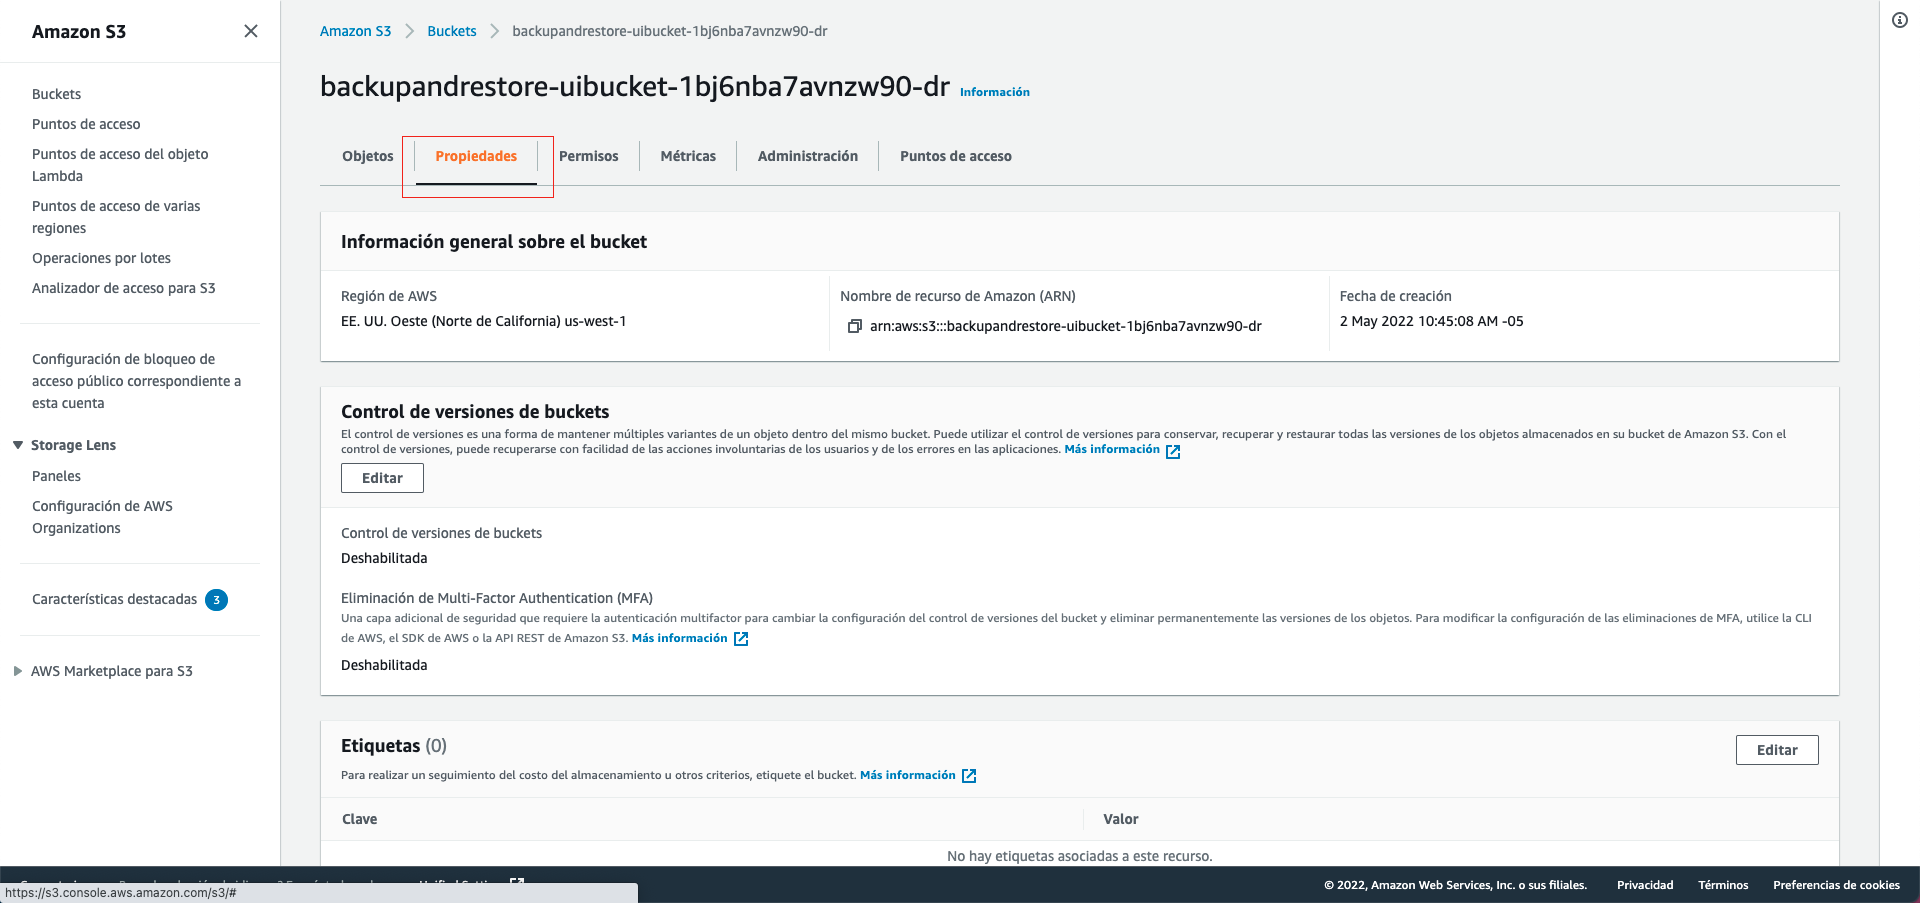 Amazon S3
Buckets
Puntos de acceso
Puntos de acceso del objeto
Lambda
Puntos de acceso de varias
regiones
Operaciones por lotes
Analizador de acceso para S3
Configuración de bloqueo de
acceso público correspondiente a
esta cuenta
Storage Lens
Paneles
Configuración de AWS
Organizations
Características destacadas 3
AWS Marketplace para S3
Amazon S3 Buckets backupandrestore-uibucket-1bj6nba7avnzw90-dr
backupandrestore-uibucket-1bj6nba7avnzw90-dr Información
Objetos Propiedades Permisos Métricas Administración Puntos de acceso
Información general sobre el bucket
Región de AWS
EE. UU. Oeste (Norte de California) us-west-1
Nombre de recurso de Amazon (ARN)
arn:aws:s3:::backupandrestore-uibucket-1bj6nba7avnzw90-dr
Fecha de creación
2 May 2022 10:45:08 AM -05
Control de versiones de buckets
El control de versiones es una forma de mantener múltiples variantes de un objeto dentro del mismo bucket. Puede utilizar el control de versiones para conservar, recuperar y restaurar todas las versiones de los objetos almacenados en su bucket de Amazon S3. Con el
control de versiones, puede recuperarse con facilidad de las acciones involuntarias de los usuarios y de los errores en las aplicaciones. Más información
Editar
Control de versiones de buckets
Deshabilitada
Eliminación de Multi-Factor Authentication (MFA)
Una capa adicional de seguridad que requiere la autenticación multifactor para cambiar la configuración del control de versiones del bucket y eliminar permanentemente las versiones de los objetos. Para modificar la configuración de las eliminaciones de MFA, utilice la CLI
de AWS, el SDK de AWS o la API REST de Amazon S3. Más información
Deshabilitada
Etiquetas (0)
Editar
Para realizar un seguimiento del costo del almacenamiento u otros criterios, etiquete el bucket. Más información
Clave Valor
No hay etiquetas asociadas a este recurso.
https://s3.console.aws.amazon.com/s3/#
© 2022, Amazon Web Services, Inc. o sus filiales. Privacidad Términos Preferencias de cookies